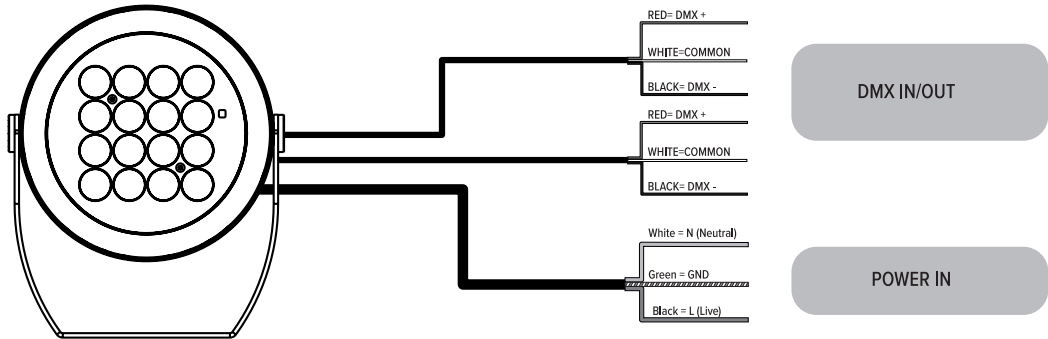 RED= DMX +
WHITE=COMMON
BLACK= DMX -
DMX IN/OUT
RED= DMX +
WHITE=COMMON
BLACK= DMX -
White = N (Neutral)
Green = GND
Black = L (Live)
POWER IN